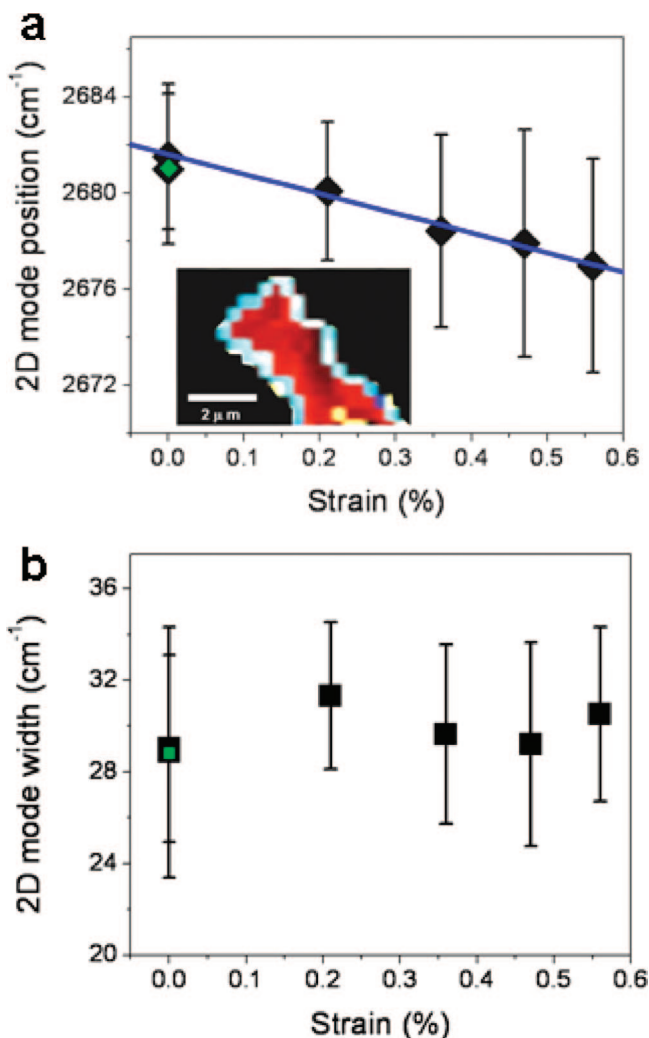 a
2D mode position (cm⁻¹)
2684
2680
2676
2672
2 μm
0.0 0.1 0.2 0.3 0.4 0.5 0.6
Strain (%)
b
2D mode width (cm⁻¹)
36
32
28
24
20
0.0 0.1 0.2 0.3 0.4 0.5 0.6
Strain (%)